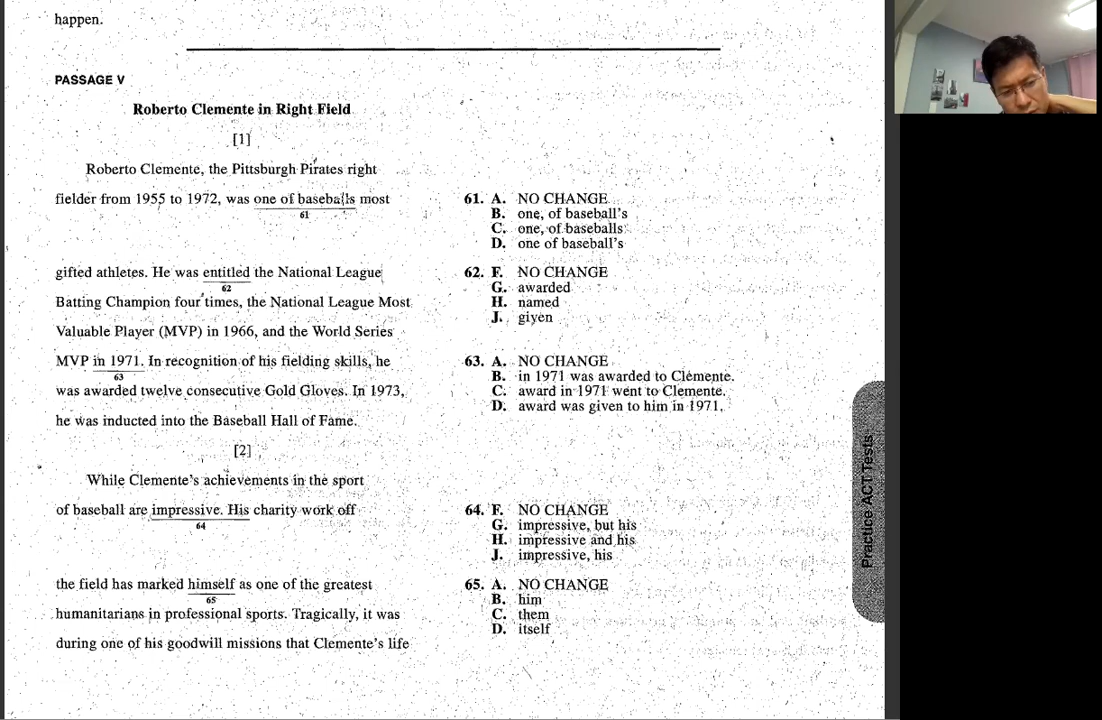 happen.
PASSAGE V
Roberto Clemente in Right Field
[1]
Roberto Clemente, the Pittsburgh Pirates right
fielder from 1955 to 1972, was one of baseballs most
61
61. A. NO CHANGE
B. one, of baseball's
C. one, of baseballs
D. one of baseball's
gifted athletes. He was entitled the National League
62
Batting Champion four times, the National League Most
Valuable Player (MVP) in 1966, and the World Series
62. F. NO CHANGE
G. awarded
H. named
J. given
MVP in 1971. In recognition of his fielding skills, he
63
was awarded twelve consecutive Gold Gloves. In 1973,
he was inducted into the Baseball Hall of Fame.
63. A. NO CHANGE
B. in 1971 was awarded to Clemente.
C. award in 1971 went to Clemente.
D. award was given to him in 1971.
[2]
While Clemente's achievements in the sport
of baseball are impressive. His charity work off
64
64. F. NO CHANGE
G. impressive, but his
H. impressive and his
J. impressive, his
the field has marked himself as one of the greatest
65
humanitarians in professional sports. Tragically, it was
during one of his goodwill missions that Clemente's life
65. A. NO CHANGE
B. him
C. them
D. itself
Practice ACT Tests